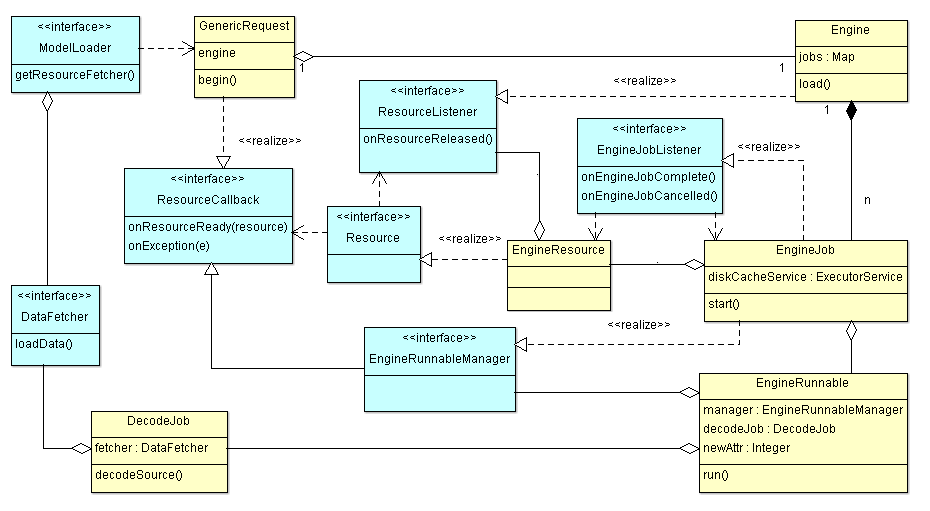 <<interface>>
ModelLoader
getResourceFetcher()
GenericRequest
engine
begin()
1
1
Engine
jobs : Map
load()
1
<<realize>>
<<interface>>
ResourceListener
onResourceReleased()
<<realize>>
<<interface>>
EngineJobListener
onEngineJobComplete()
onEngineJobCancelled()
<<realize>>
n
<<interface>>
ResourceCallback
onResourceReady(resource)
onException(e)
<<interface>>
Resource
<<realize>>
EngineResource
EngineJob
diskCacheService : ExecutorService
start()
<<interface>>
DataFetcher
loadData()
<<realize>>
<<interface>>
EngineRunnableManager
EngineRunnable
manager : EngineRunnableManager
decodeJob : DecodeJob
newAttr : Integer
run()
DecodeJob
fetcher : DataFetcher
decodeSource()